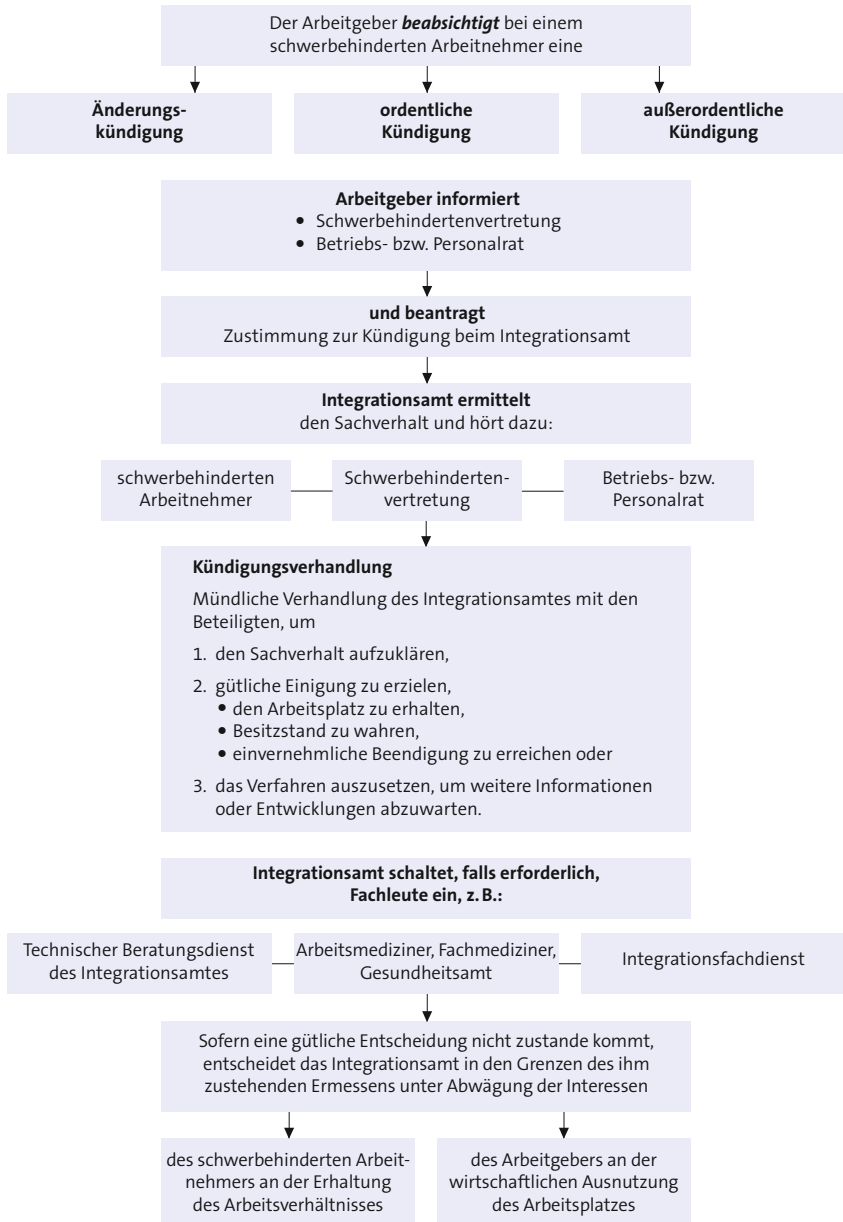 Der Arbeitgeber beabsichtigt bei einem
schwerbehinderten Arbeitnehmer eine
Änderungs-
kündigung
ordentliche
Kündigung
außerordentliche
Kündigung
Arbeitgeber informiert
• Schwerbehindertenvertretung
• Betriebs- bzw. Personalrat
und beantragt
Zustimmung zur Kündigung beim Integrationsamt
Integrationsamt ermittelt
den Sachverhalt und hört dazu:
schwerbehinderten
Arbeitnehmer
Schwerbehinderten-
vertretung
Betriebs- bzw.
Personalrat
Kündigungsverhandlung
Mündliche Verhandlung des Integrationsamtes mit den
Beteiligten, um
1. den Sachverhalt aufzuklären,
2. gütliche Einigung zu erzielen,
• den Arbeitsplatz zu erhalten,
• Besitzstand zu wahren,
• einvernehmliche Beendigung zu erreichen oder
3. das Verfahren auszusetzen, um weitere Informationen
oder Entwicklungen abzuwarten.
Integrationsamt schaltet, falls erforderlich,
Fachleute ein, z. B.:
Technischer Beratungsdienst
des Integrationsamtes
Arbeitsmediziner, Fachmediziner,
Gesundheitsamt
Integrationsfachdienst
Sofern eine gütliche Entscheidung nicht zustande kommt,
entscheidet das Integrationsamt in den Grenzen des ihm
zustehenden Ermessens unter Abwägung der Interessen
des schwerbehinderten Arbeit-
nehmers an der Erhaltung
des Arbeitsverhältnisses
des Arbeitgebers an der
wirtschaftlichen Ausnutzung
des Arbeitsplatzes